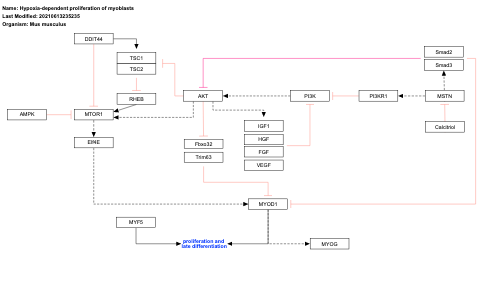 Name: Hypoxia-dependent proliferation of myoblasts
Last Modified: 20210613235235
Organism: Mus musculus
DDIT44
TSC1
TSC2
Smad2
Smad3
RHEB
AKT
PI3K
PI3KR1
MSTN
AMPK
MTOR1
IGF1
HGF
FGF
VEGF
Calcitriol
EIf4E
Foxo32
Trim63
MYOD1
MYF5
proliferation and
late differentiation
MYOG